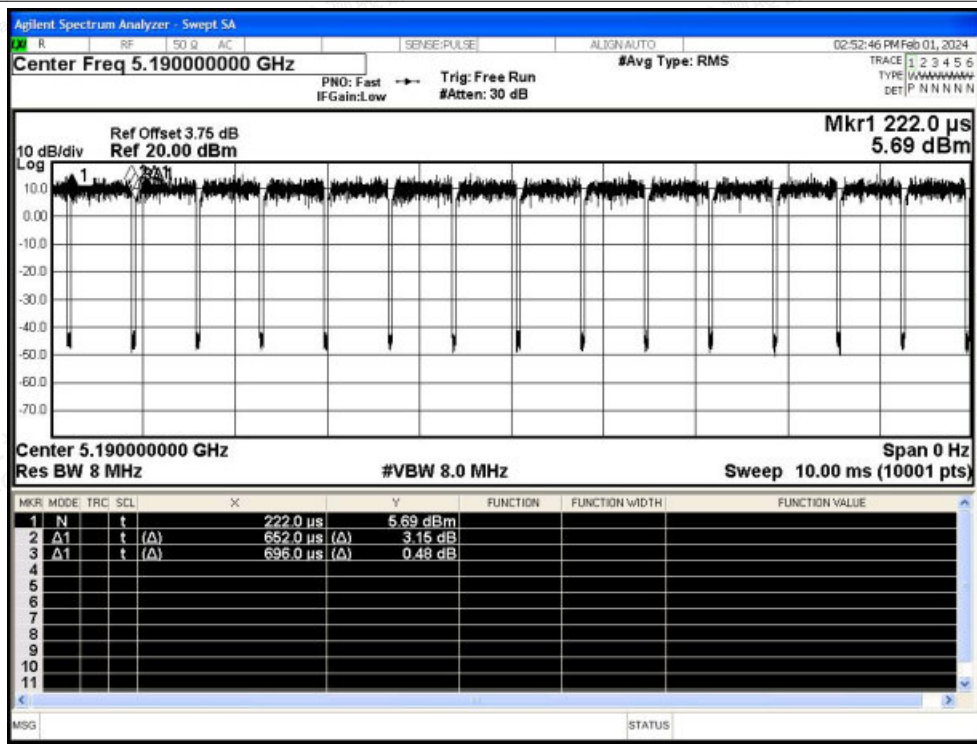 Agilent Spectrum Analyzer - Swept SA
LXI R RF 50 Ω AC SENSE:PULSE ALIGNAUTO 02:52:46 PM Feb 01, 2024
Center Freq 5.190000000 GHz
PNO: Fast
IFGain:Low
Trig: Free Run
#Atten: 30 dB
#Avg Type: RMS
TRACE 1 2 3 4 5 6
TYPE
DET P N N N N N
Mkr1 222.0 µs
5.69 dBm
Ref Offset 3.75 dB
10 dB/div Ref 20.00 dBm
Log
10.0
0.00
-10.0
-20.0
-30.0
-40.0
-50.0
-60.0
-70.0
1
Center 5.190000000 GHz Span 0 Hz
Res BW 8 MHz #VBW 8.0 MHz Sweep 10.00 ms (10001 pts)
MKR MODE TRC SCL X Y FUNCTION FUNCTION WIDTH FUNCTION VALUE
1 N t 222.0 µs 5.69 dBm
2 Δ1 t (Δ) 652.0 µs (Δ) 3.15 dB
3 Δ1 t (Δ) 696.0 µs (Δ) 0.48 dB
4
5
6
7
8
9
10
11
MSG STATUS